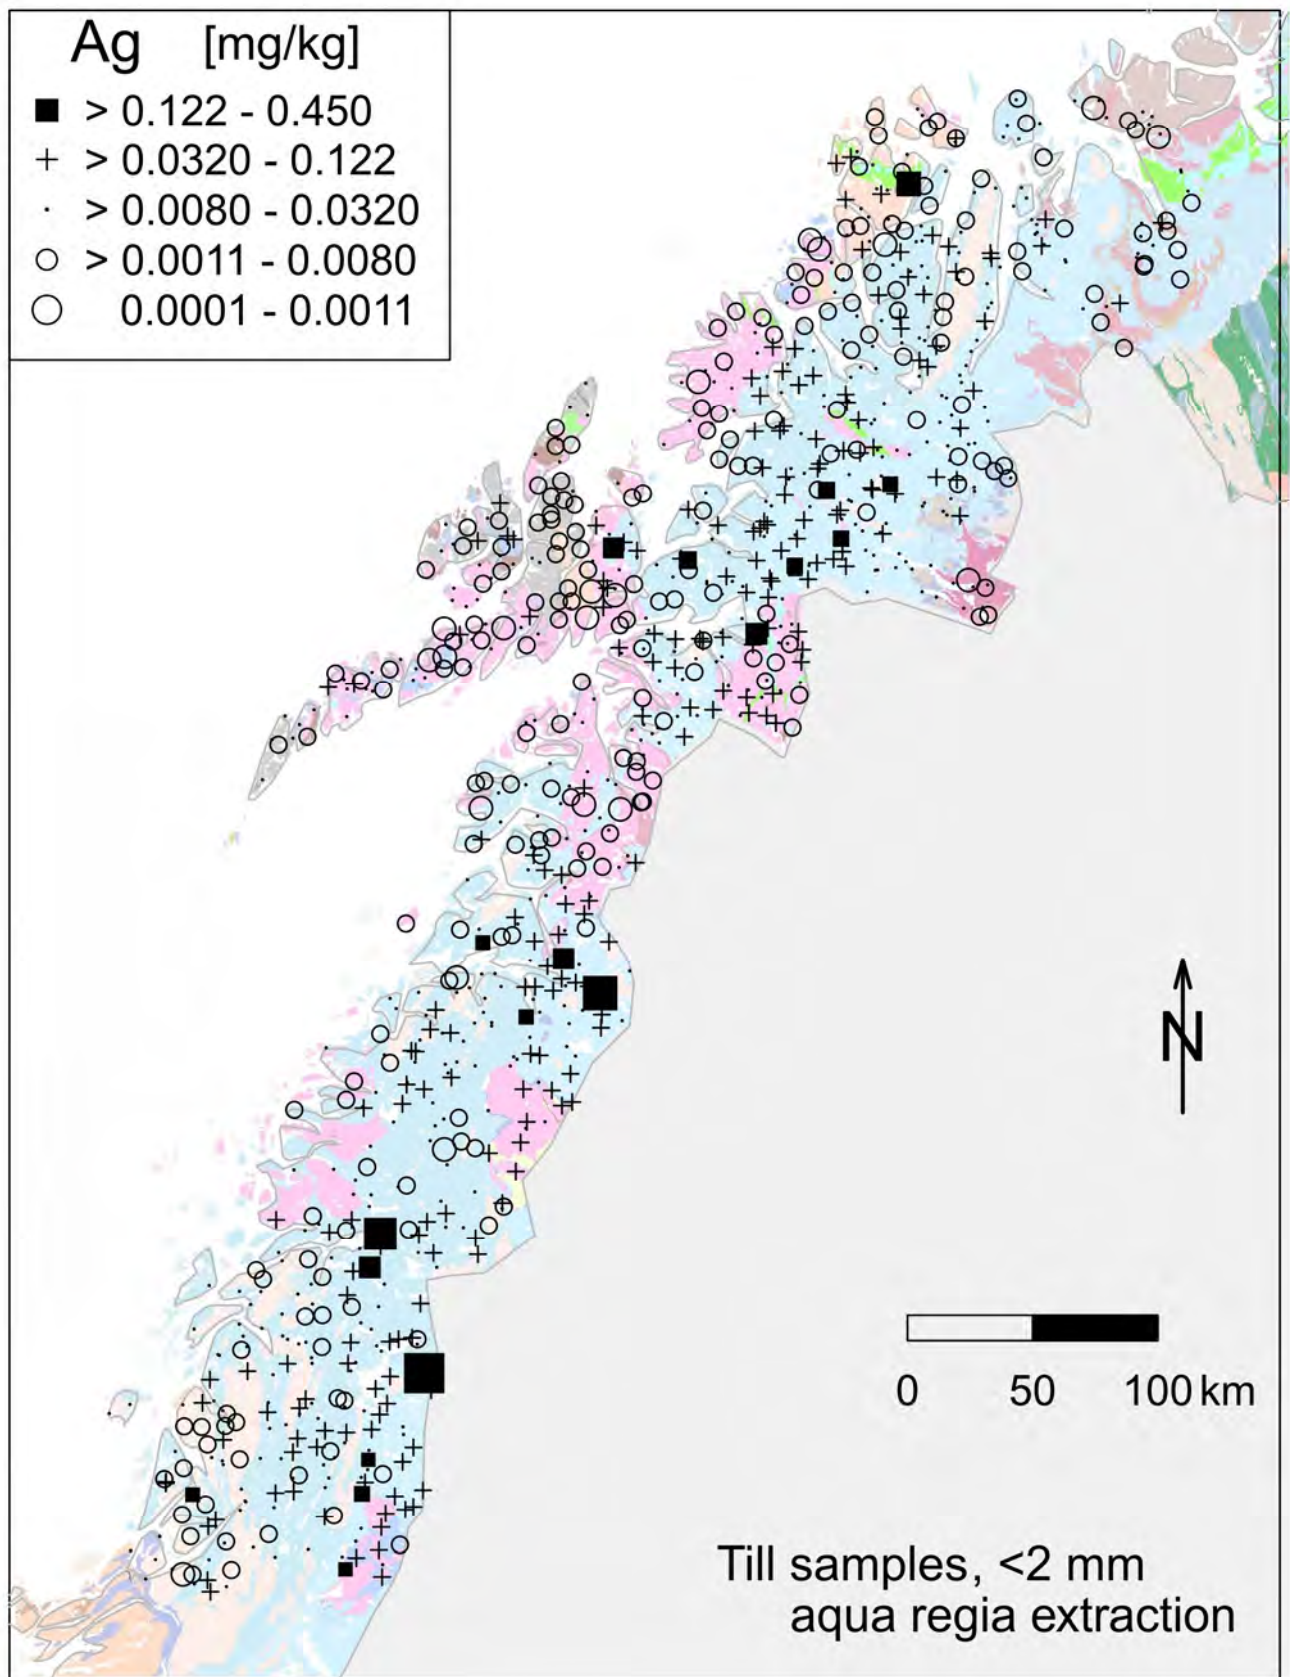 Ag [mg/kg]
> 0.122 - 0.450
> 0.0320 - 0.122
> 0.0080 - 0.0320
> 0.0011 - 0.0080
0.0001 - 0.0011
N
0 50 100 km
Till samples, <2 mm
aqua regia extraction